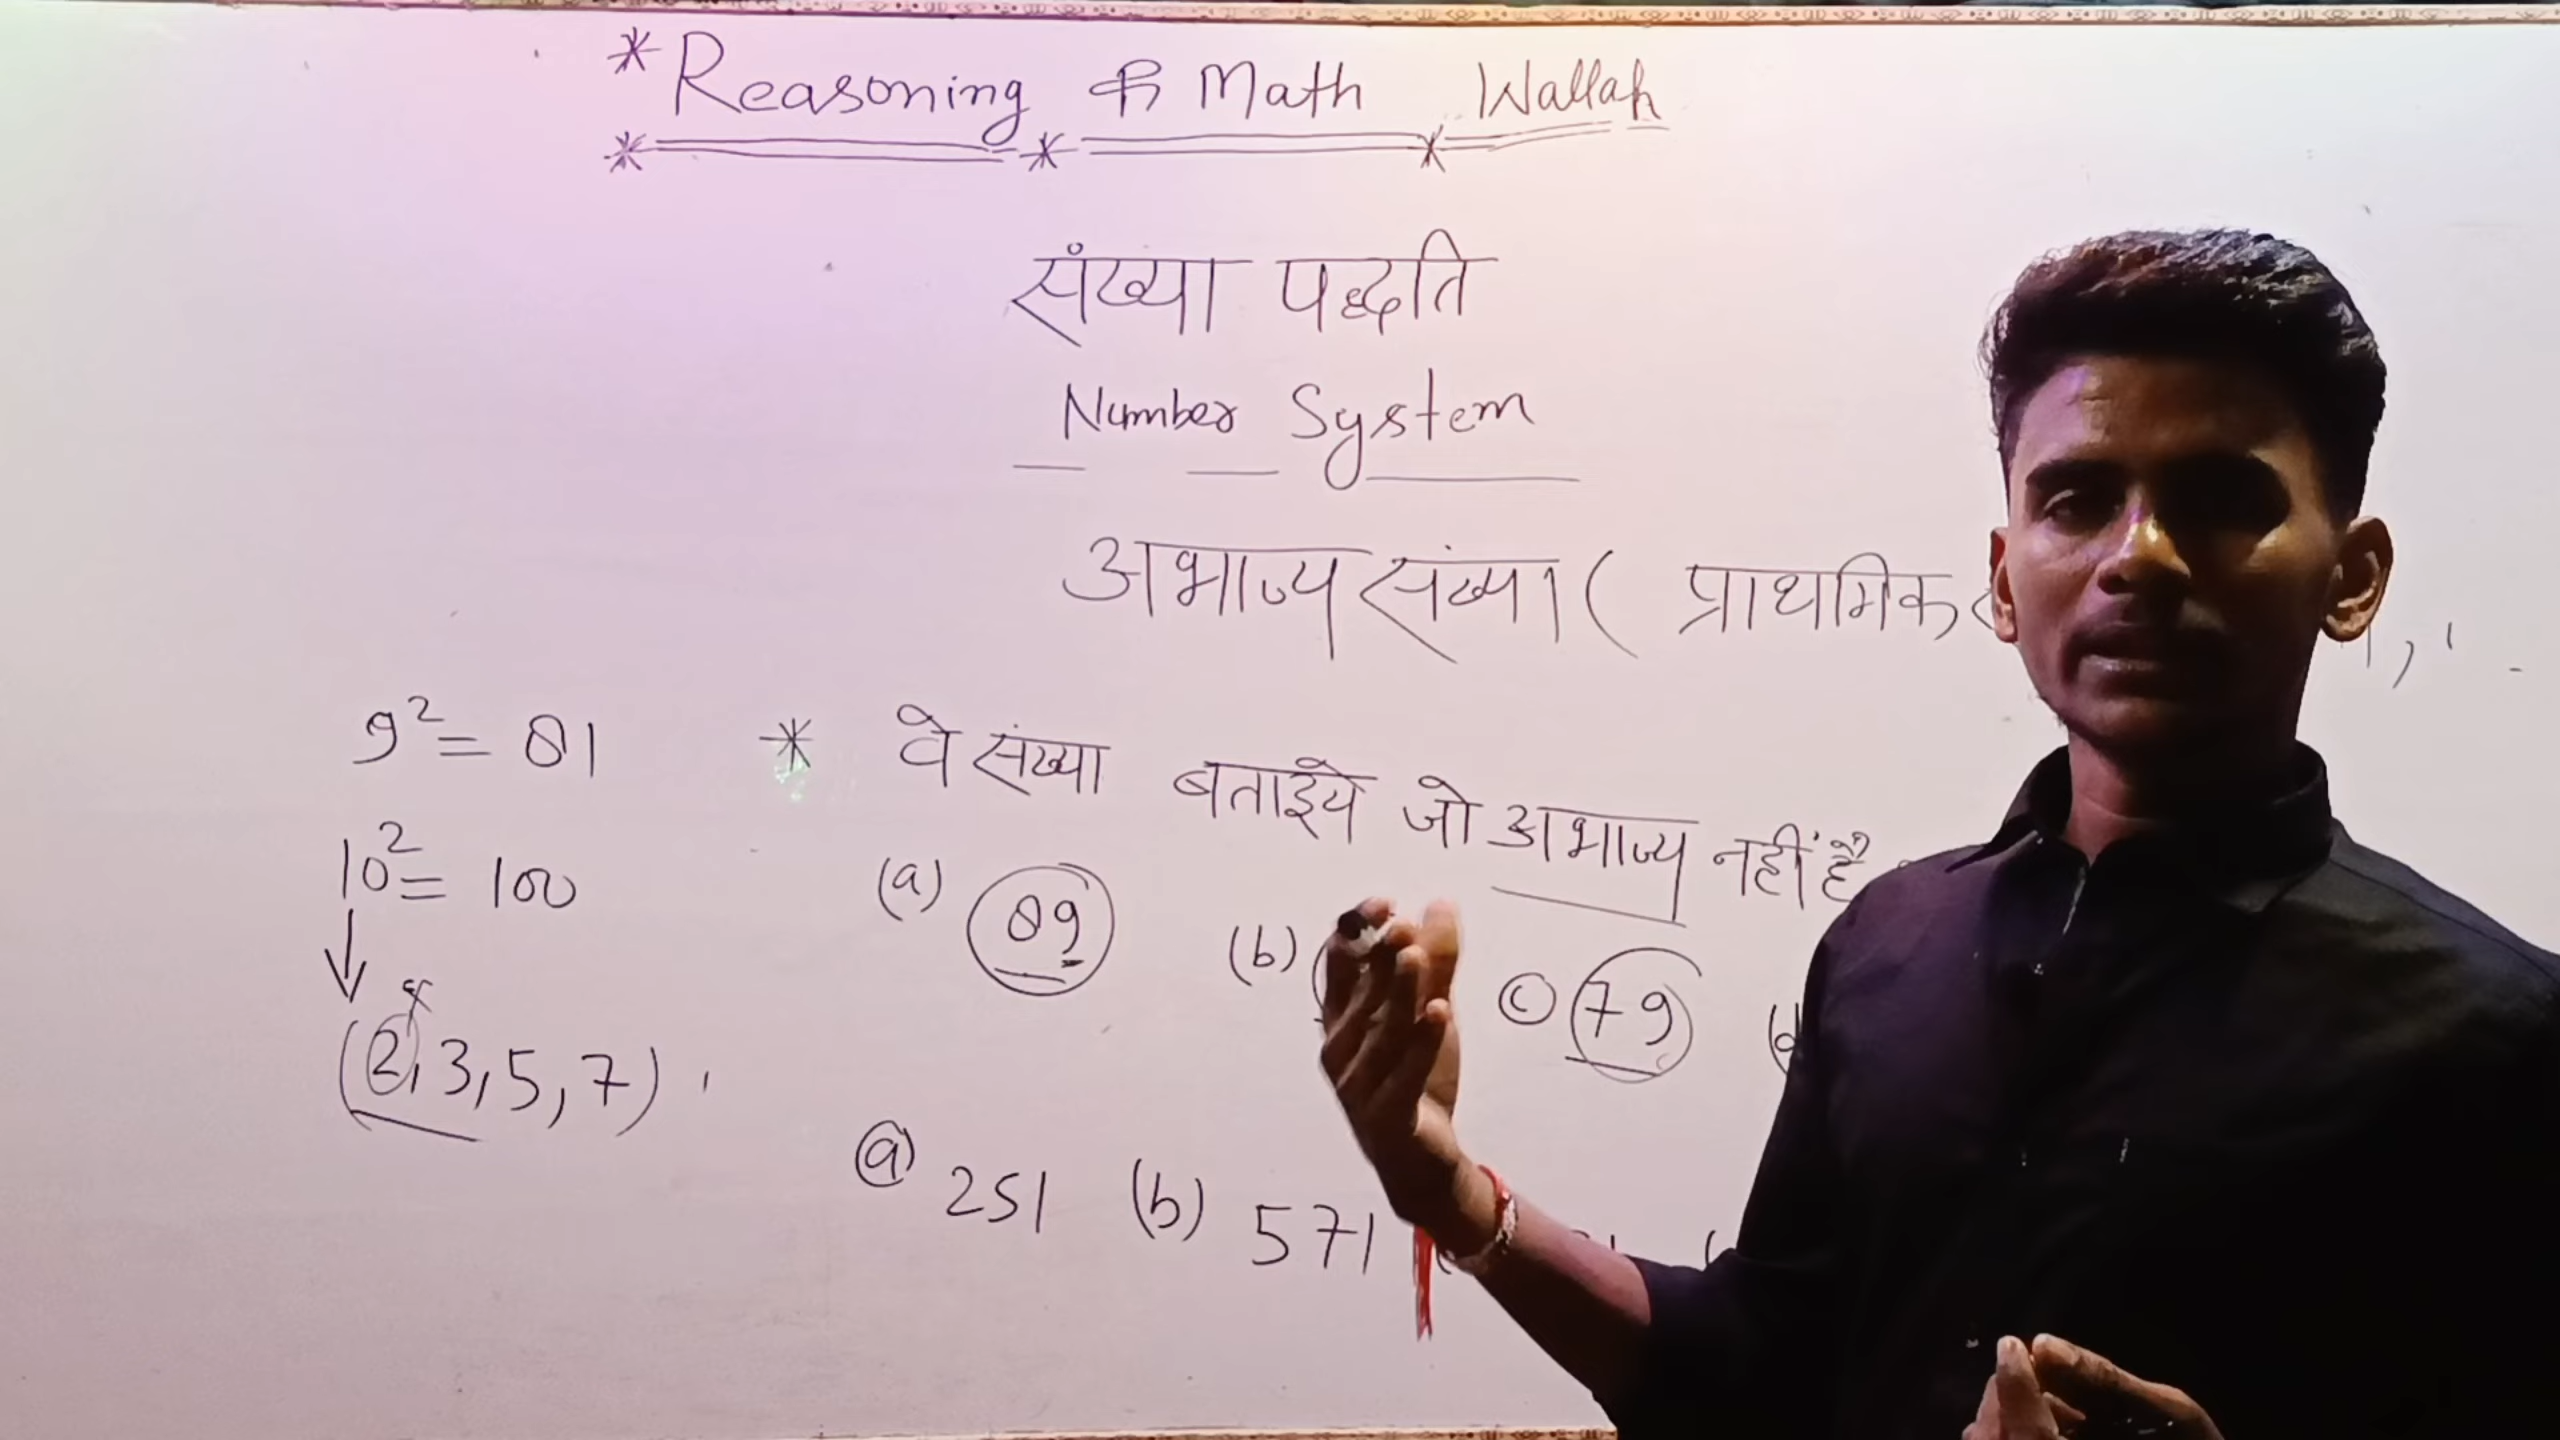 * Reasoning की Math Wallah
संख्या पद्धति
Number System
अभाज्य संख्या ( प्राथमिक
9² = 81
10² = 100
(2, 3, 5, 7)
* वे संख्या बताइये जो अभाज्य नहीं है
(a) 89 (b) (c) 79 (d
(a) 251 (b) 571